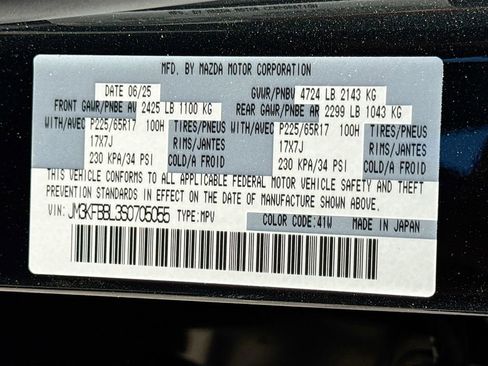 MFD. BY MAZDA MOTOR CORPORATION
DATE 06/25 GVWR/PNBV 4724 LB 2143 KG
FRONT GAWR/PNBE AV 2425 LB 1100 KG REAR GAWR/PNBE AR 2299 LB 1043 KG
WITH/AVEC P225/65R17 100H TIRES/PNEUS WITH/AVEC P225/65R17 100H TIRES/PNEUS
17X7J RIMS/JANTES 17X7J RIMS/JANTES
230 KPA/34 PSI COLD/A FROID 230 KPA/34 PSI COLD/A FROID
THIS VEHICLE CONFORMS TO ALL APPLICABLE FEDERAL MOTOR VEHICLE SAFETY AND THEFT
PREVENTION STANDARDS IN EFFECT ON THE DATE OF MANUFACTURE SHOWN ABOVE.
VIN: JM3KFBBL3S0705065 TYPE:MPV COLOR CODE:41W MADE IN JAPAN